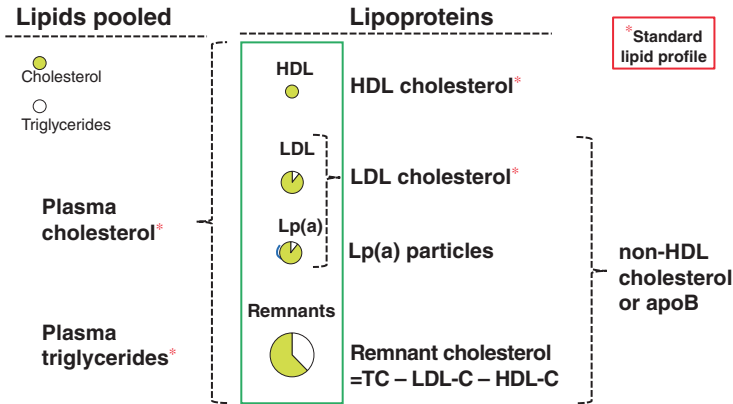 Lipids pooled
Lipoproteins
*Standard
lipid profile
Cholesterol
Triglycerides
HDL
HDL cholesterol*
LDL
LDL cholesterol*
Plasma
cholesterol*
Lp(a)
Lp(a) particles
non-HDL
cholesterol
or apoB
Plasma
triglycerides*
Remnants
Remnant cholesterol
=TC – LDL-C – HDL-C